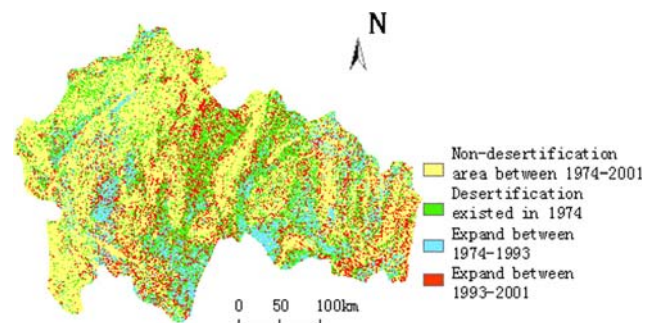 N
Non-desertification
area between 1974-2001
Desertification
existed in 1974
Expand between
1974-1993
Expand between
1993-2001
0 50 100km